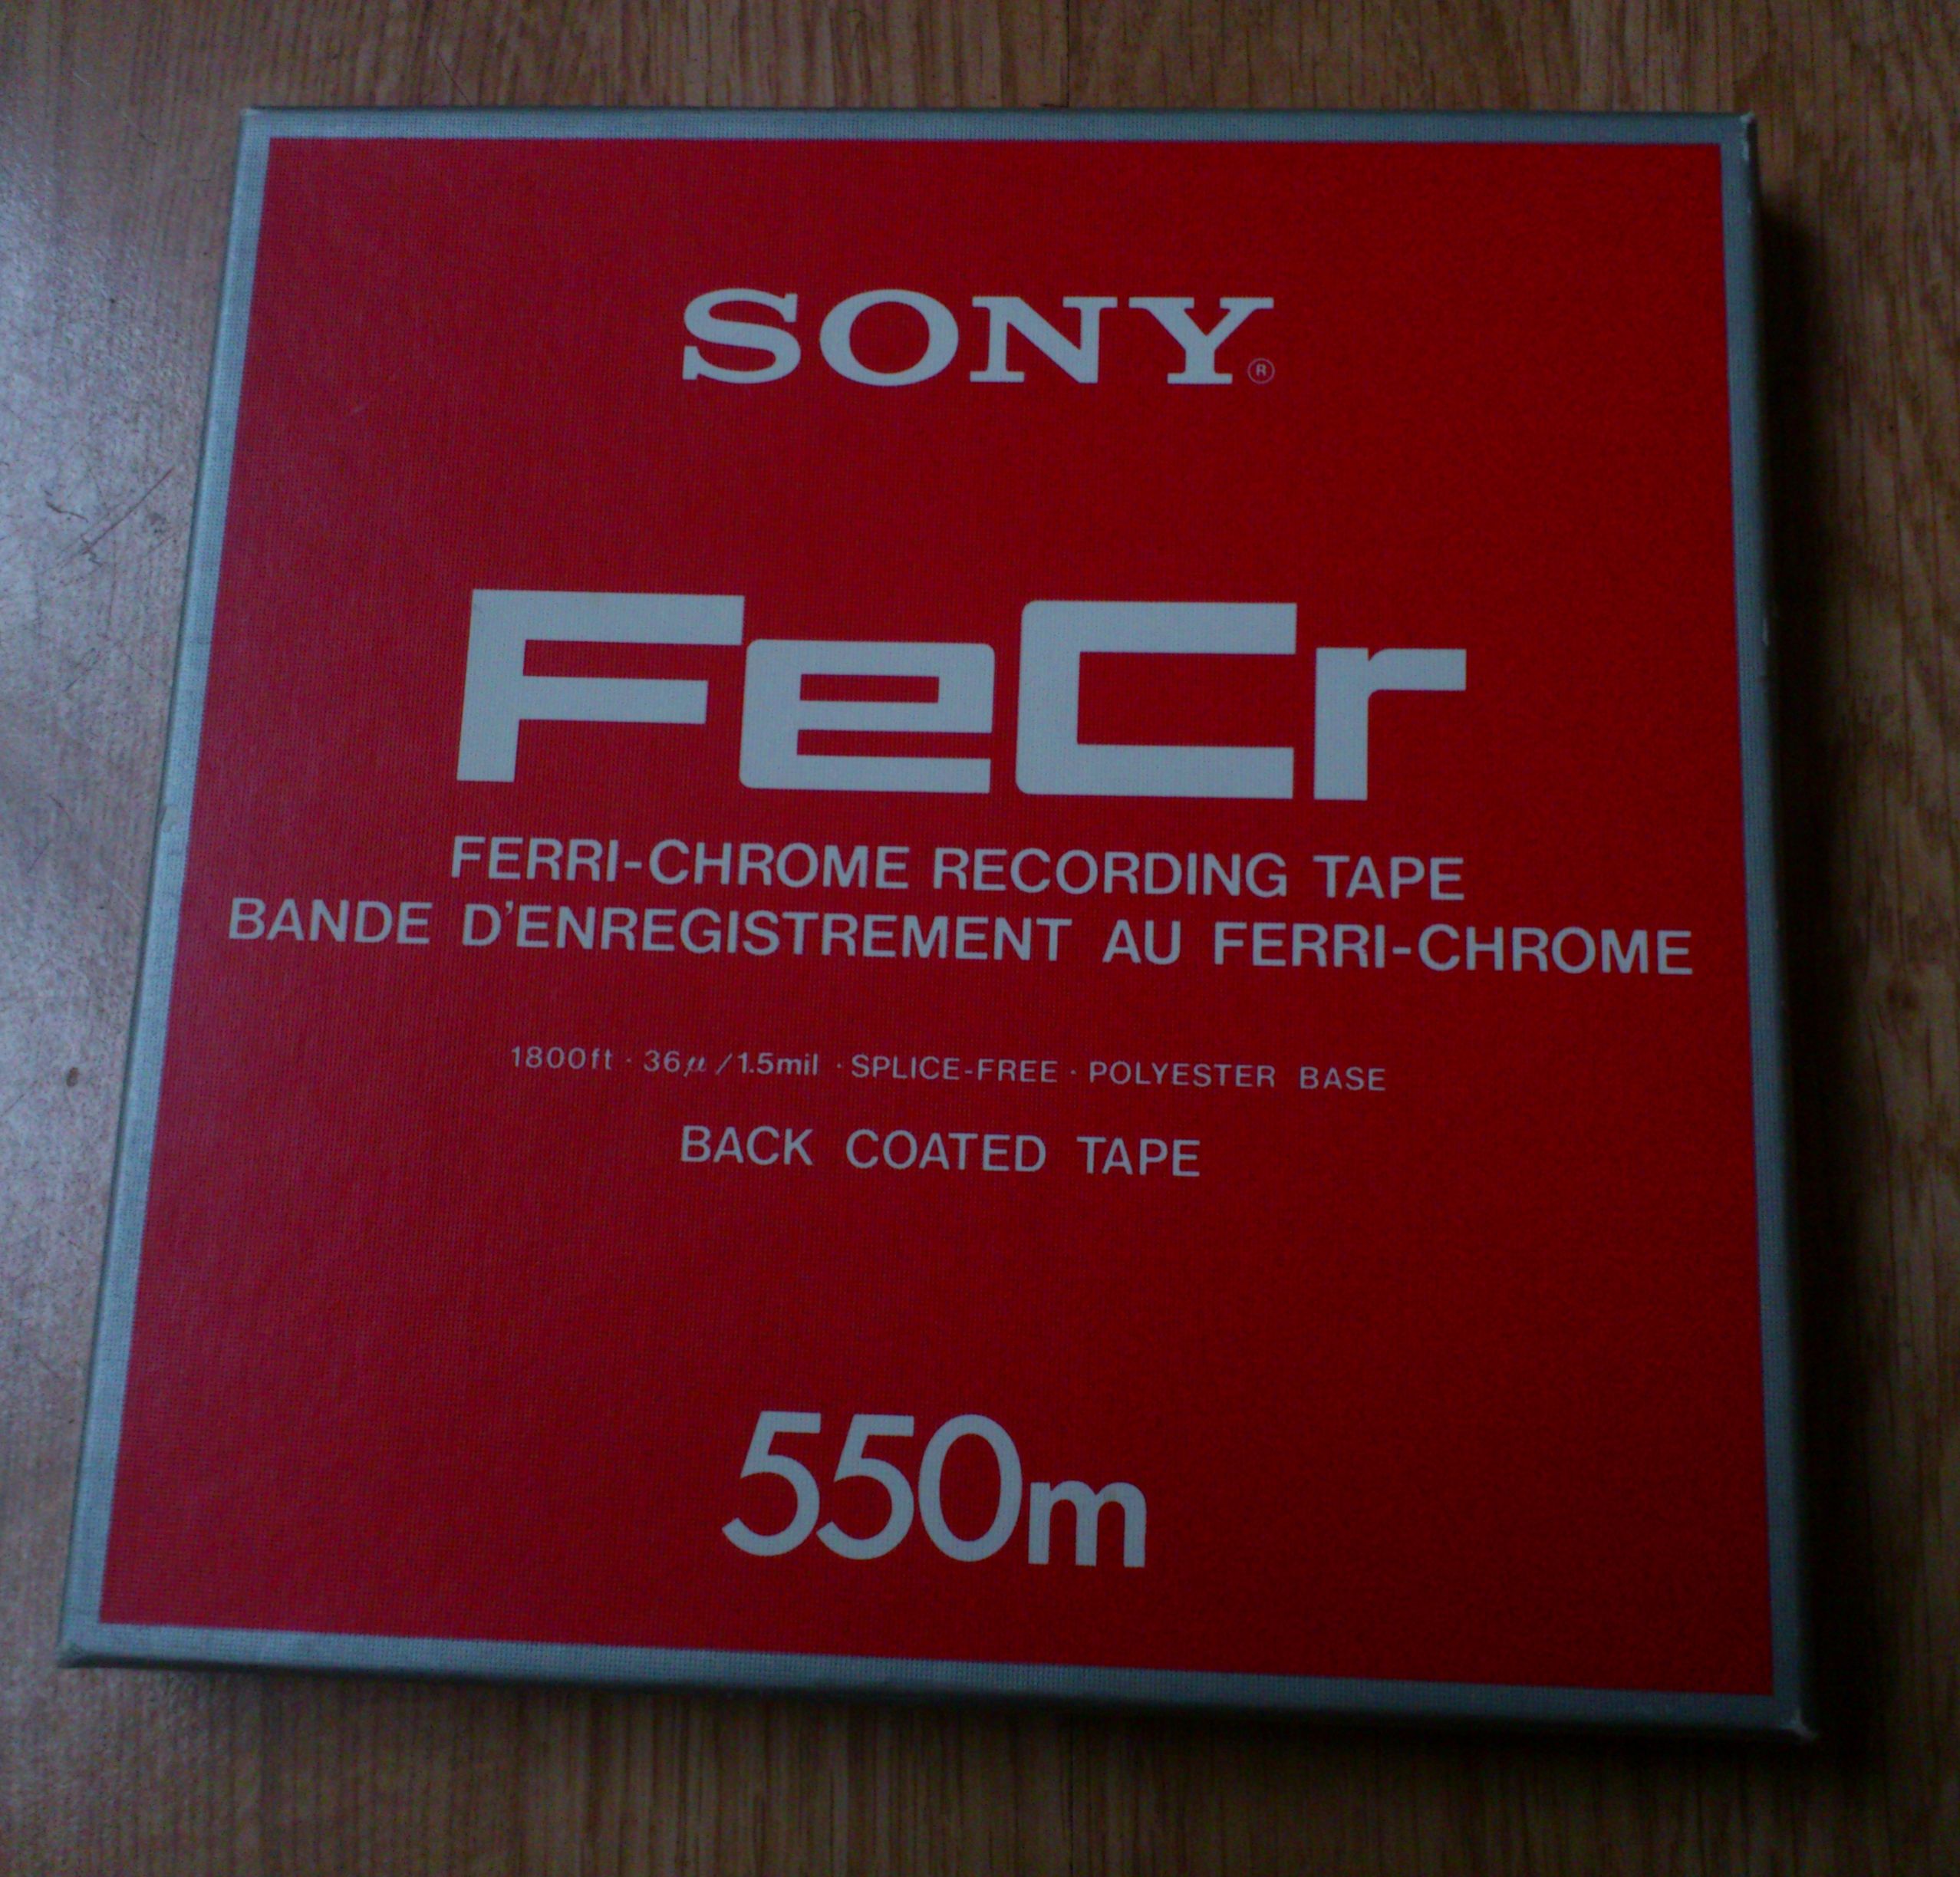 SONY®
FeCr
FERRI-CHROME RECORDING TAPE
BANDE D'ENREGISTREMENT AU FERRI-CHROME
1800ft · 36μ/1.5mil · SPLICE-FREE · POLYESTER BASE
BACK COATED TAPE
550m